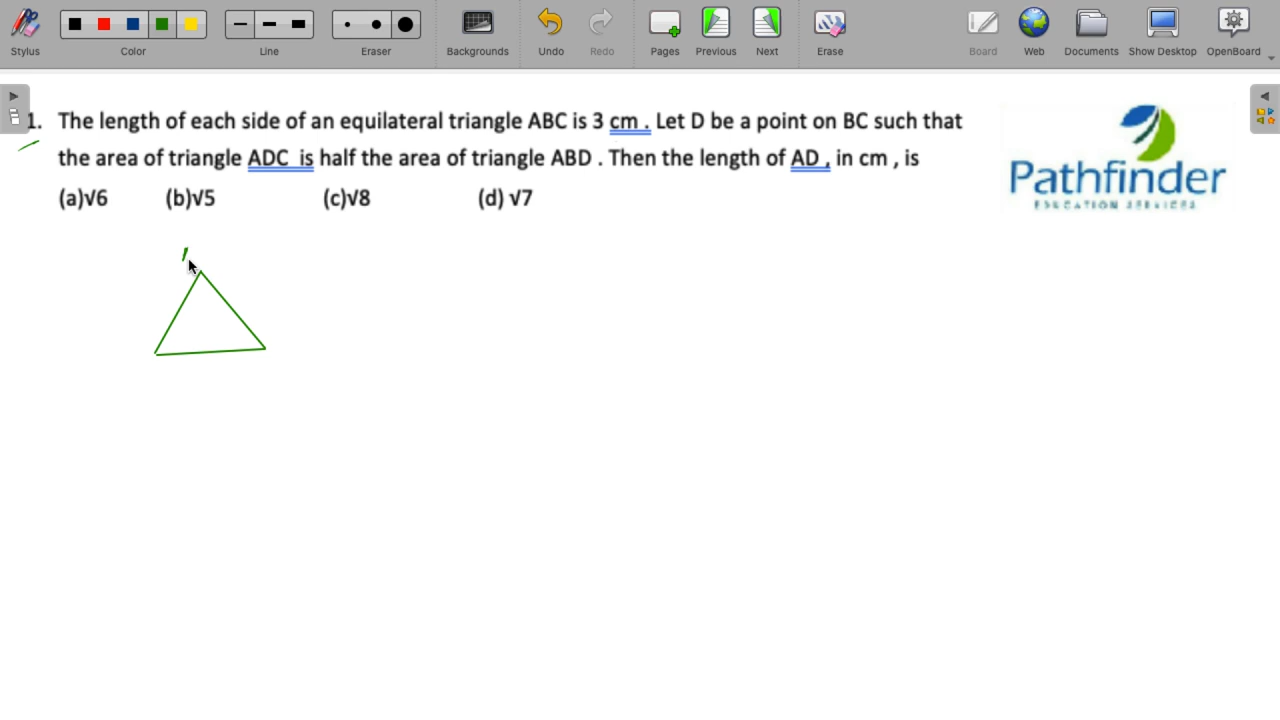 Stylus Color Line Eraser Backgrounds Undo Redo Pages Previous Next Erase Board Web Documents Show Desktop OpenBoard
1. The length of each side of an equilateral triangle ABC is 3 cm . Let D be a point on BC such that
the area of triangle ADC is half the area of triangle ABD . Then the length of AD , in cm , is
(a)√6 (b)√5 (c)√8 (d) √7
Pathfinder
EDUCATION SERVICES